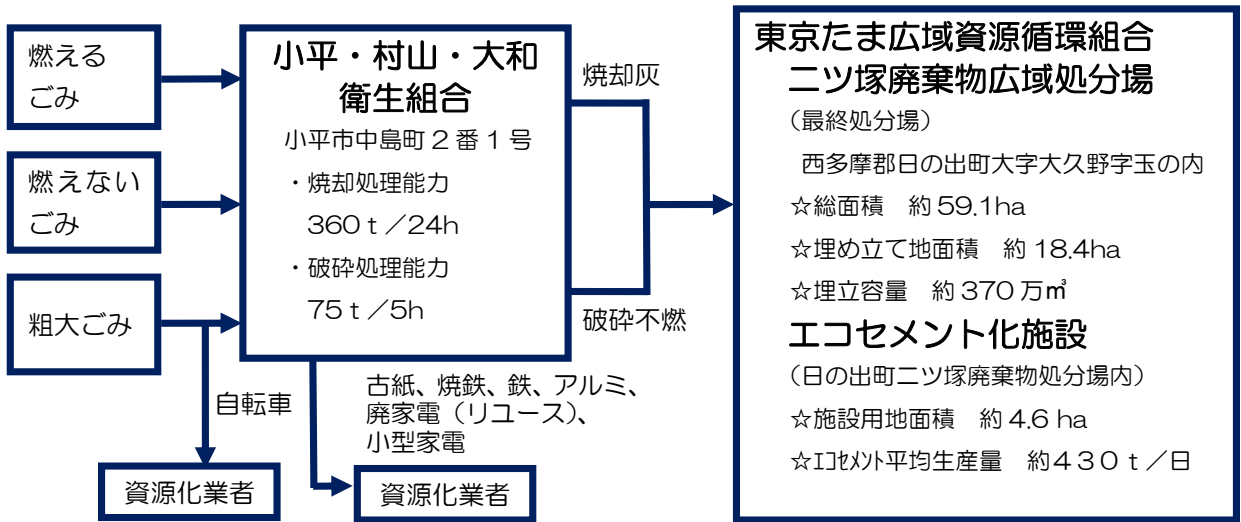 燃える
ごみ
燃えない
ごみ
粗大ごみ
自転車
資源化業者
小平・村山・大和
衛生組合
小平市中島町２番１号
・焼却処理能力
360ｔ／24h
・破砕処理能力
75ｔ／5h
古紙、焼鉄、鉄、アルミ、
廃家電（リユース）、
小型家電
資源化業者
焼却灰
破砕不燃
東京たま広域資源循環組合
二ツ塚廃棄物広域処分場
（最終処分場）
西多摩郡日の出町大字大久野字玉の内
☆総面積　約59.1ha
☆埋め立て地面積　約18.4ha
☆埋立容量　約370万㎥
エコセメント化施設
（日の出町二ツ塚廃棄物処分場内）
☆施設用地面積　約4.6 ha
☆ｴｺｾﾒﾝﾄ平均生産量　約４３０ｔ／日